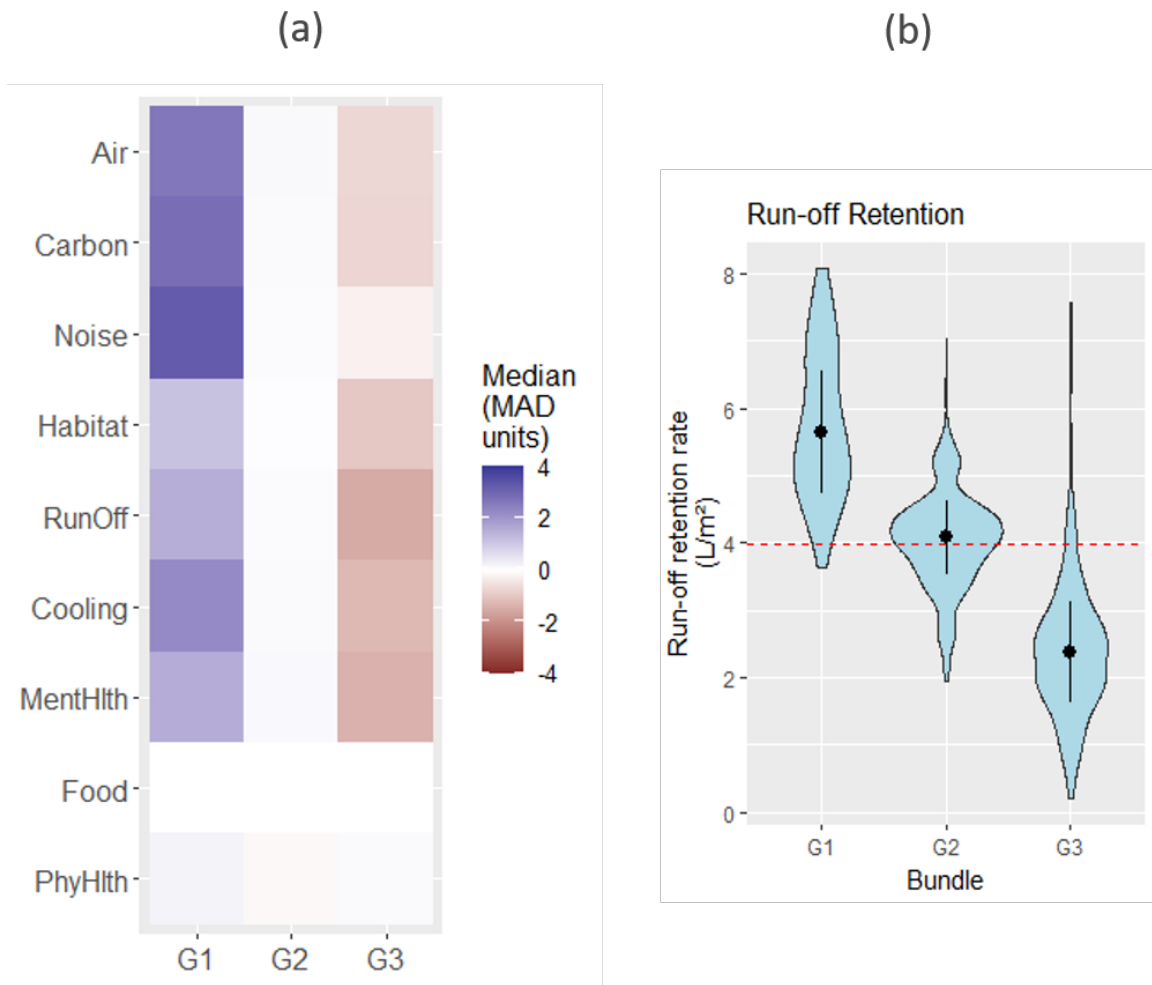 (a)
Air
Carbon
Noise
Habitat
RunOff
Cooling
MentHlth
Food
PhyHlth
G1 G2 G3
Median
(MAD
units)
4
2
0
-2
-4
(b)
Run-off Retention
Run-off retention rate
(L/m²)
8
6
4
2
0
G1 G2 G3
Bundle